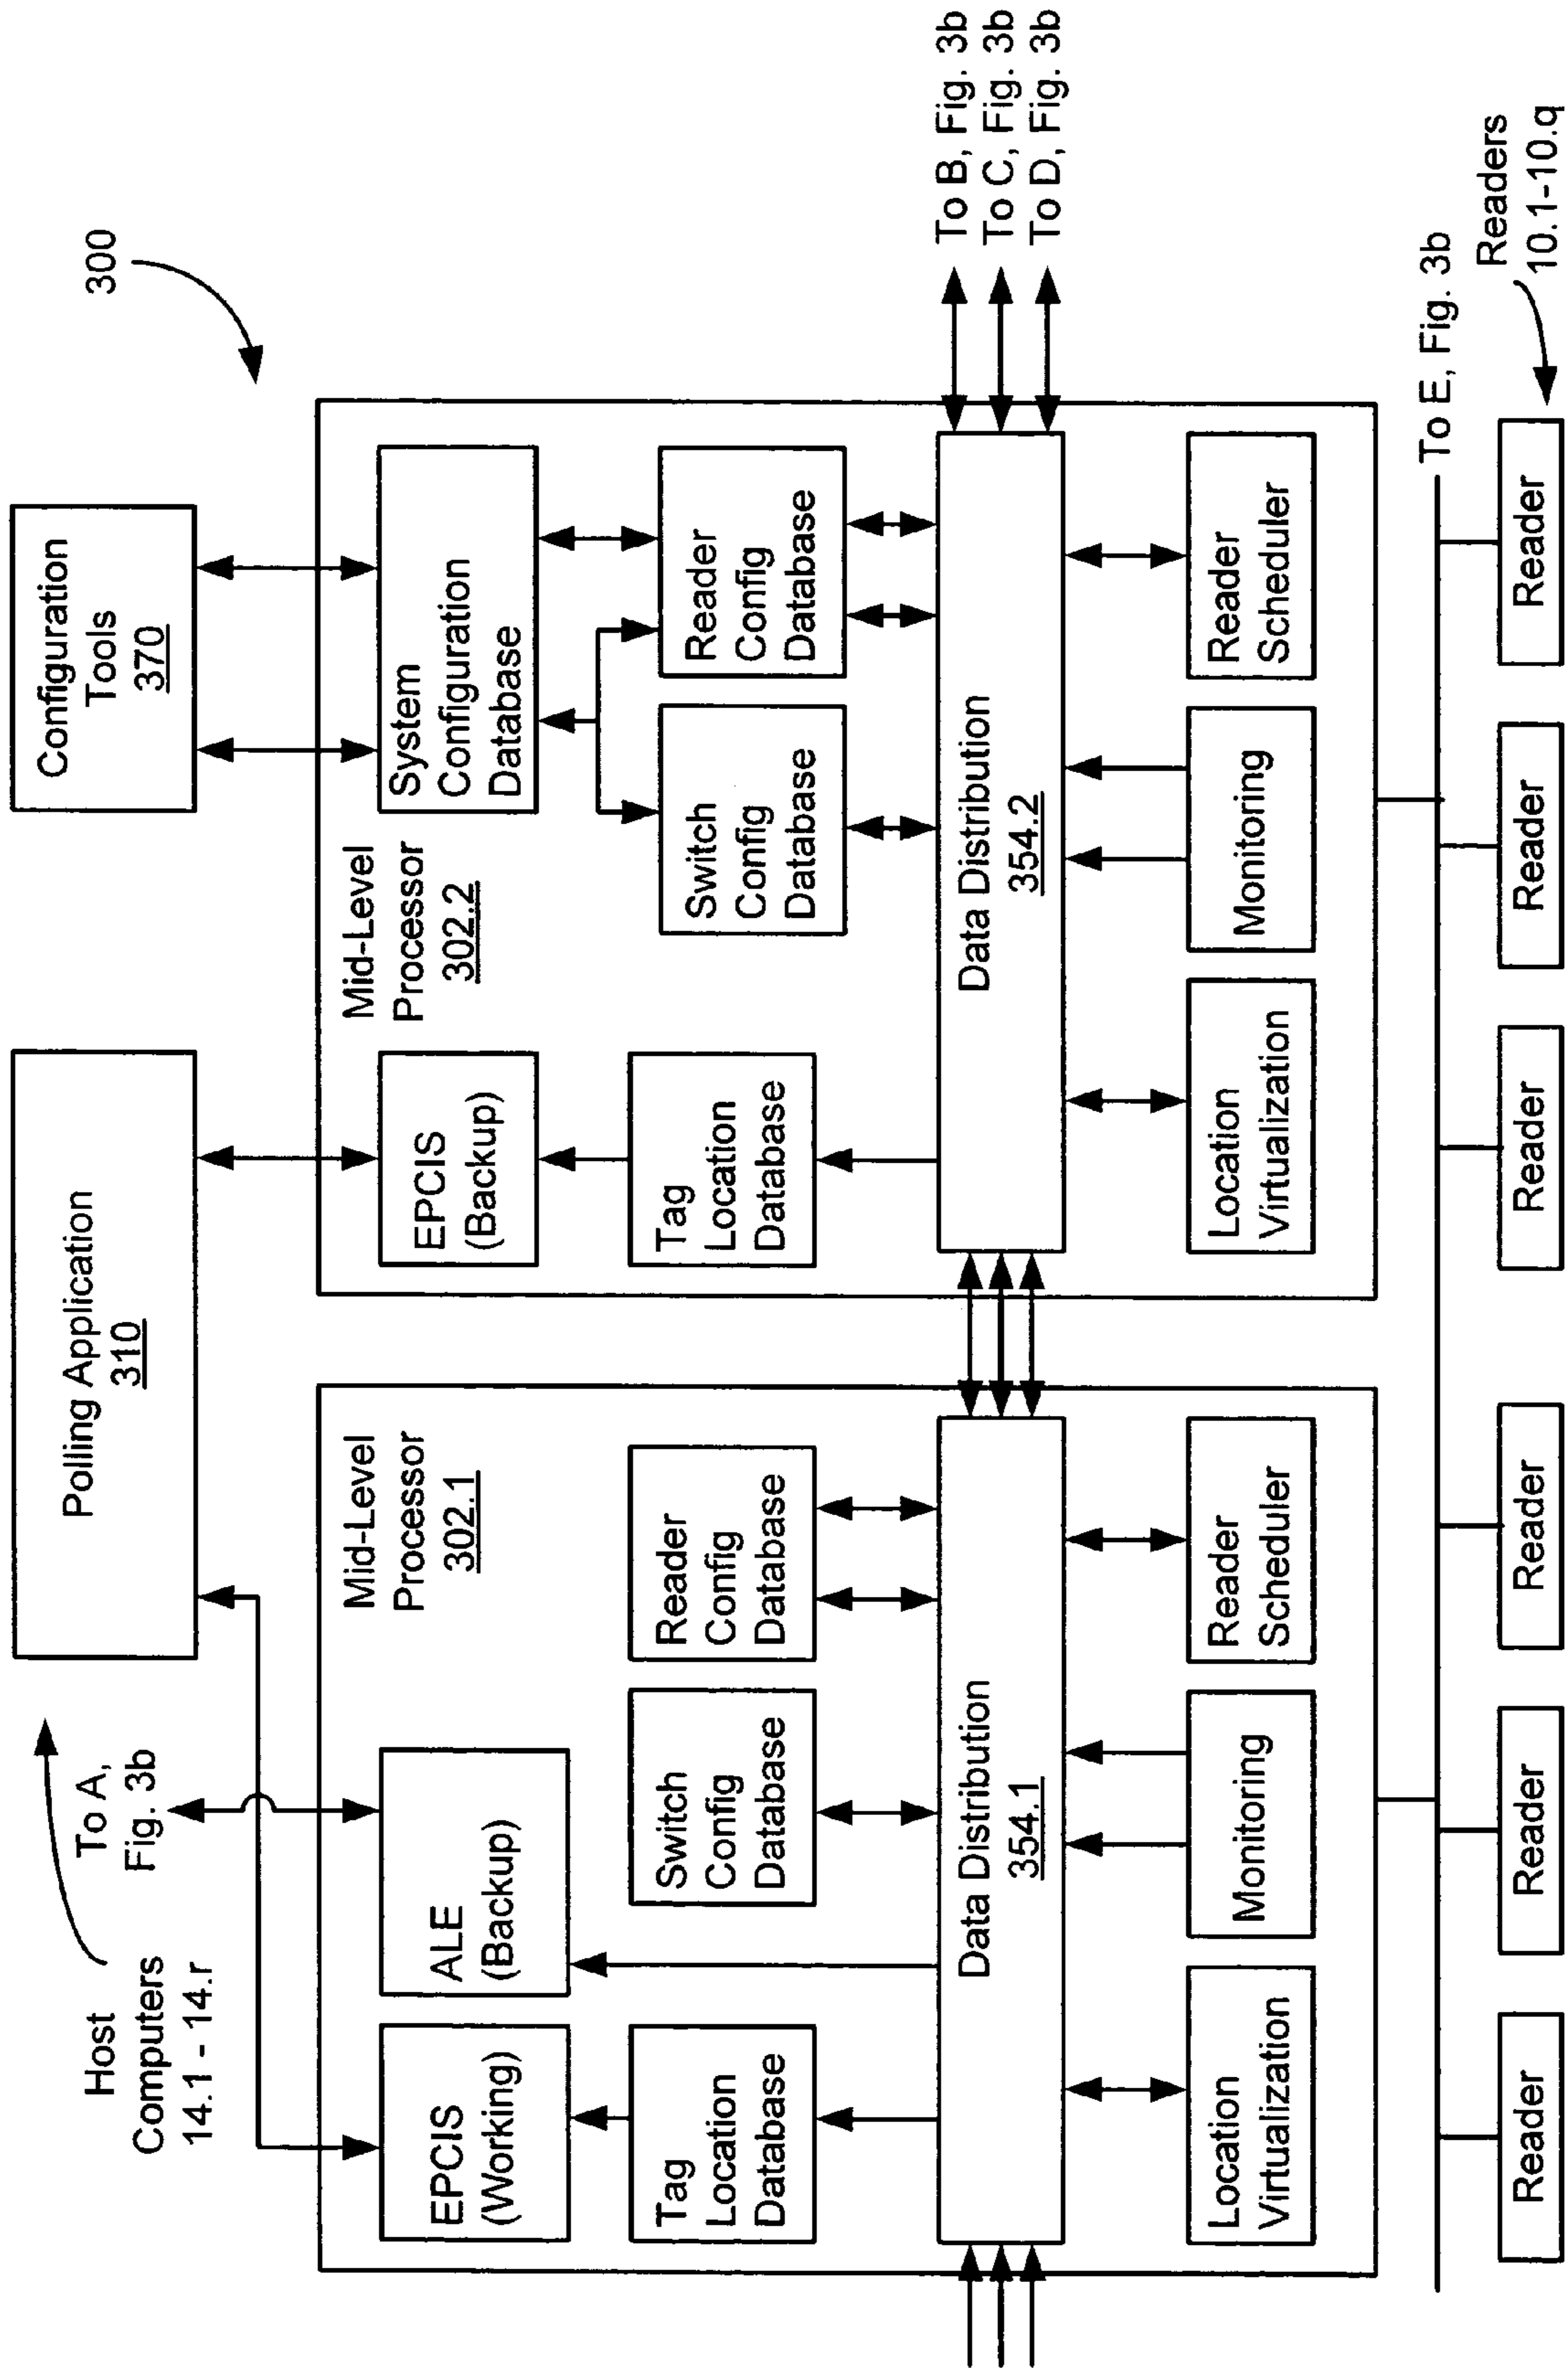 300
Host
Computers
14.1 - 14.r
To A,
Fig. 3b
Polling Application
310
Configuration
Tools
370
Mid-Level
Processor
302.1
EPCIS
(Working)
ALE
(Backup)
Tag
Location
Database
Switch
Config
Database
Reader
Config
Database
Data Distribution
354.1
Location
Virtualization
Monitoring
Reader
Scheduler
Mid-Level
Processor
302.2
EPCIS
(Backup)
System
Configuration
Database
Tag
Location
Database
Switch
Config
Database
Reader
Config
Database
Data Distribution
354.2
Location
Virtualization
Monitoring
Reader
Scheduler
To B, Fig. 3b
To C, Fig. 3b
To D, Fig. 3b
To E, Fig. 3b
Readers
10.1-10.q
Reader
Reader
Reader
Reader
Reader
Reader